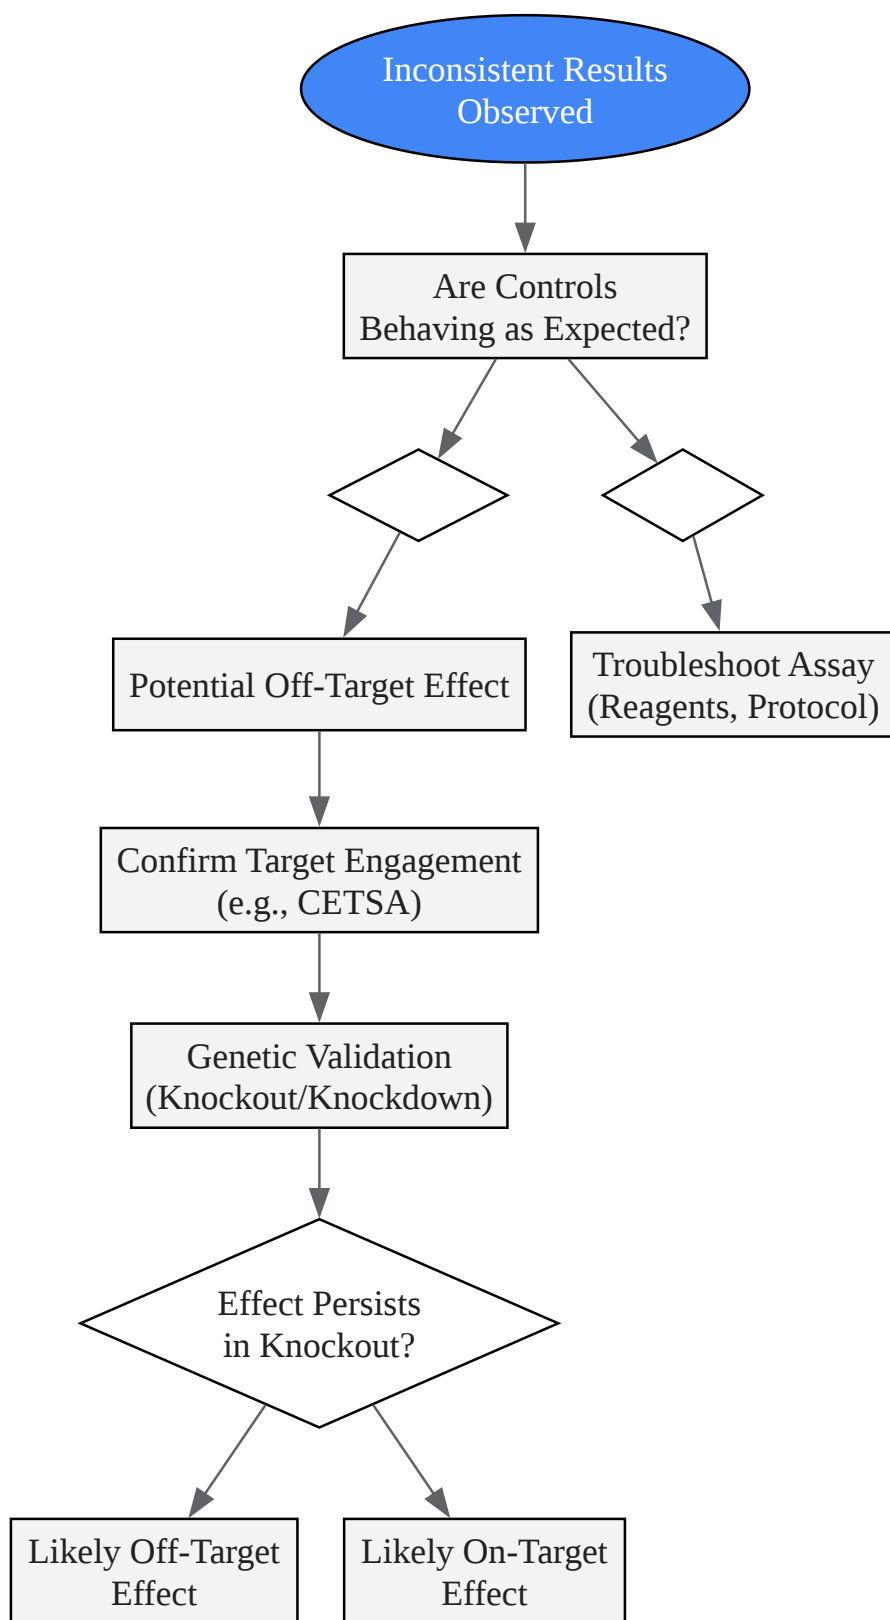 Inconsistent Results
Observed
Are Controls
Behaving as Expected?
Potential Off-Target Effect
Troubleshoot Assay
(Reagents, Protocol)
Confirm Target Engagement
(e.g., CETSA)
Genetic Validation
(Knockout/Knockdown)
Effect Persists
in Knockout?
Likely Off-Target
Effect
Likely On-Target
Effect